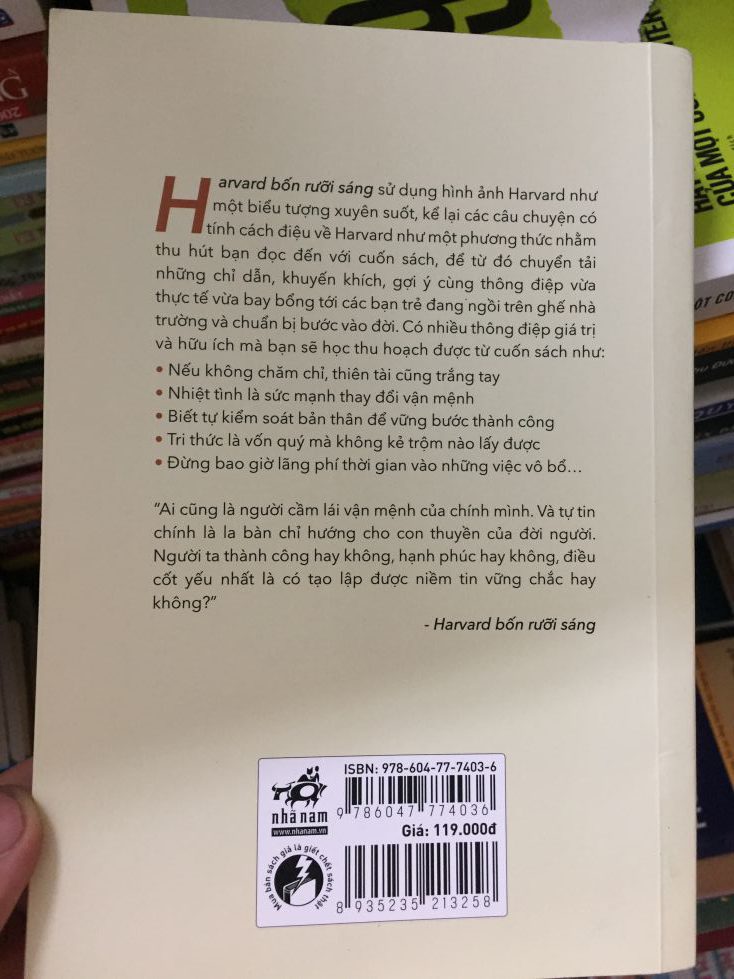 Harvard bốn rưỡi sáng sử dụng hình ảnh Harvard như
một biểu tượng xuyên suốt, kể lại các câu chuyện có
tính cách điệu về Harvard như một phương thức nhằm
thu hút bạn đọc đến với cuốn sách, để từ đó chuyển tải
những chỉ dẫn, khuyến khích, gợi ý cùng thông điệp vừa
thực tế vừa bay bổng tới các bạn trẻ đang ngồi trên ghế nhà
trường và chuẩn bị bước vào đời. Có nhiều thông điệp giá trị
và hữu ích mà bạn sẽ học thu hoạch được từ cuốn sách như:
• Nếu không chăm chỉ, thiên tài cũng trắng tay
• Nhiệt tình là sức mạnh thay đổi vận mệnh
• Biết tự kiểm soát bản thân để vững bước thành công
• Tri thức là vốn quý mà không kẻ trộm nào lấy được
• Đừng bao giờ lãng phí thời gian vào những việc vô bổ...
"Ai cũng là người cầm lái vận mệnh của chính mình. Và tự tin
chính là la bàn chỉ hướng cho con thuyền của đời người.
Người ta thành công hay không, hạnh phúc hay không, điều
cốt yếu nhất là có tạo lập được niềm tin vững chắc hay
không?"
- Harvard bốn rưỡi sáng
ISBN: 978-604-77-7403-6
9 786047 774036
Giá: 119.000đ
nhã nam
www.nhanam.vn
Mua bán sách giả là giết chết sách thật
8 935235 213258
CỦA MỘT